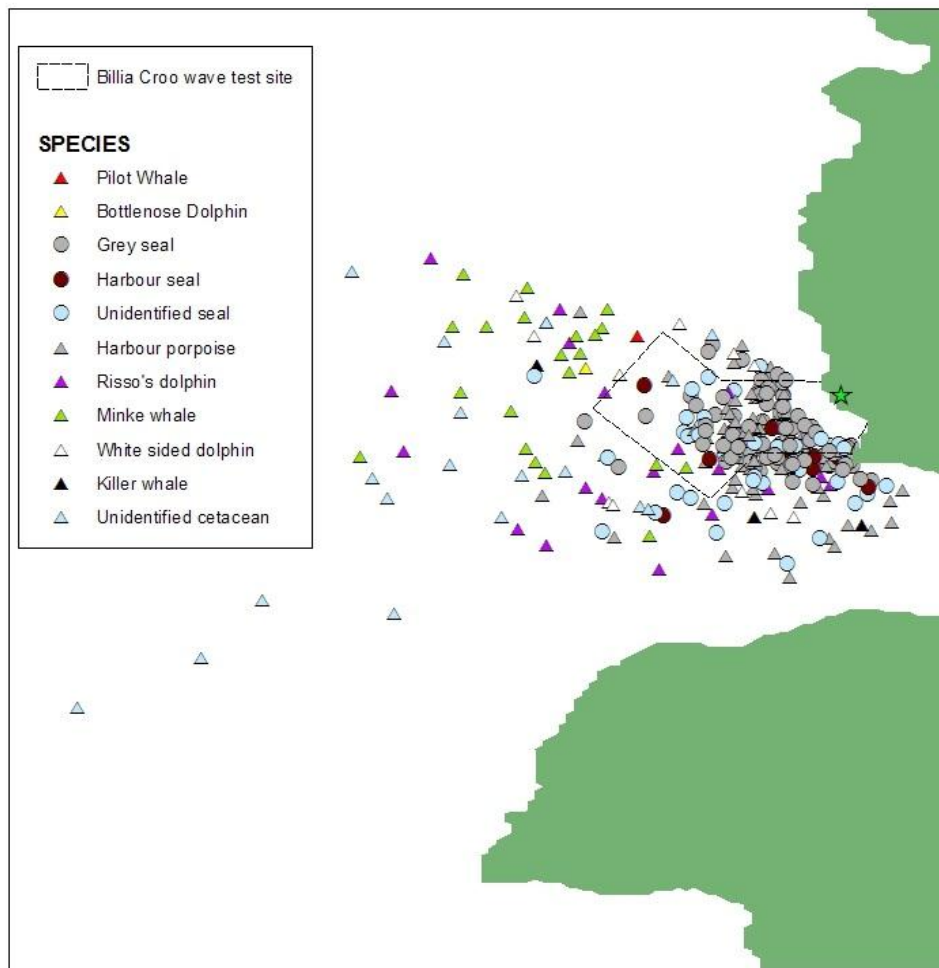 Billia Croo wave test site
SPECIES
Pilot Whale
Bottlenose Dolphin
Grey seal
Harbour seal
Unidentified seal
Harbour porpoise
Risso's dolphin
Minke whale
White sided dolphin
Killer whale
Unidentified cetacean